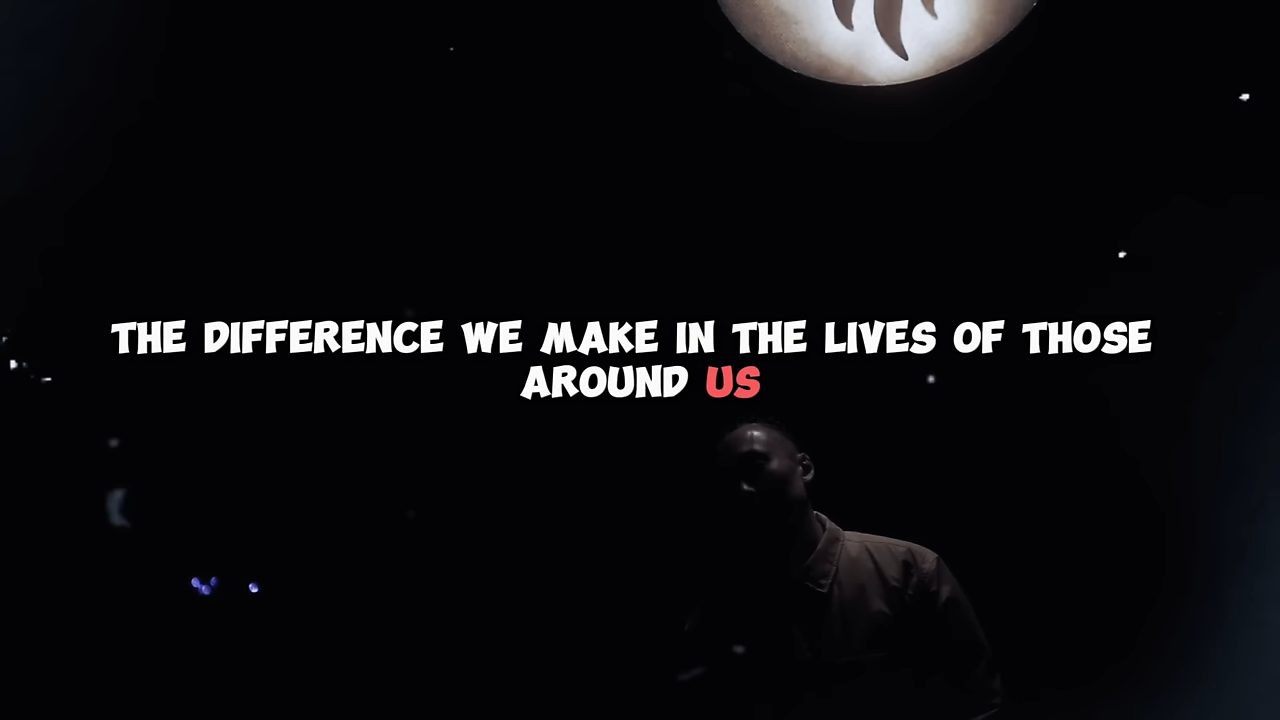 THE DIFFERENCE WE MAKE IN THE LIVES OF THOSE
AROUND US